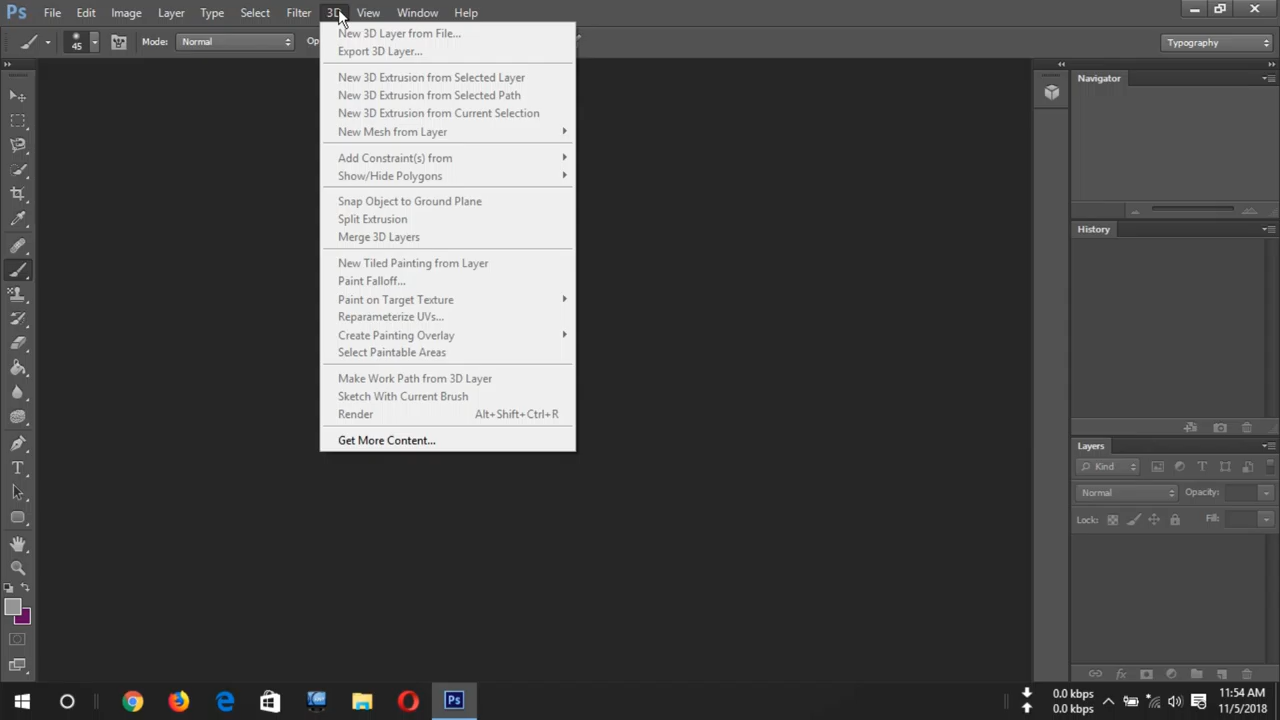 Ps File Edit Image Layer Type Select Filter 3D View Window Help
45 Mode: Normal Op
Typography
New 3D Layer from File...
Export 3D Layer...
New 3D Extrusion from Selected Layer
New 3D Extrusion from Selected Path
New 3D Extrusion from Current Selection
New Mesh from Layer
Add Constraint(s) from
Show/Hide Polygons
Snap Object to Ground Plane
Split Extrusion
Merge 3D Layers
New Tiled Painting from Layer
Paint Falloff...
Paint on Target Texture
Reparameterize UVs...
Create Painting Overlay
Select Paintable Areas
Make Work Path from 3D Layer
Sketch With Current Brush
Render Alt+Shift+Ctrl+R
Get More Content...
Navigator
History
Layers
Kind
Normal Opacity:
Lock: Fill:
Ps
0.0 kbps
0.0 kbps
11:54 AM
11/5/2018